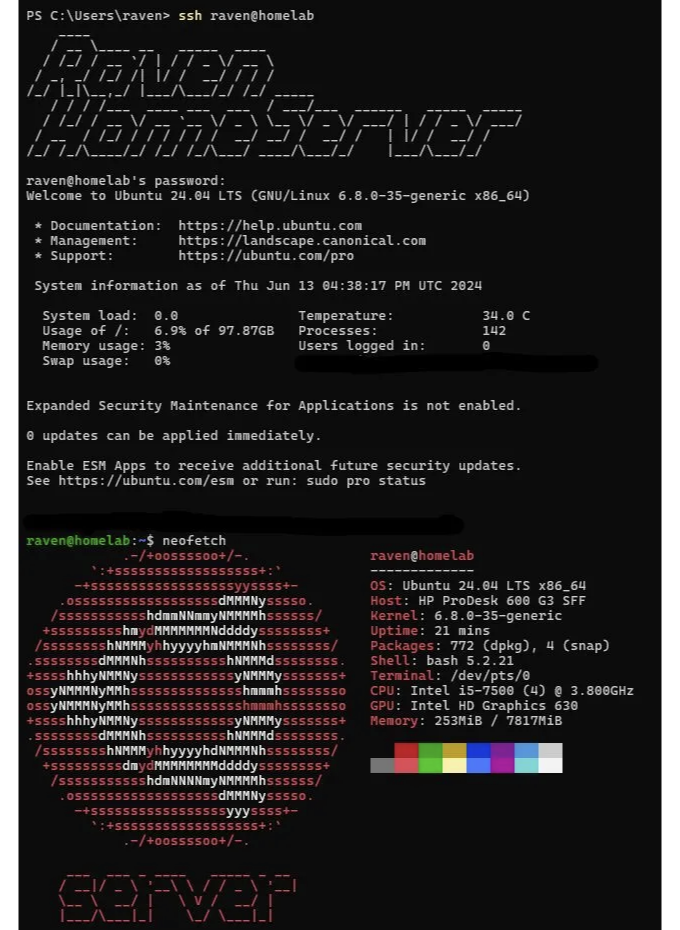 PS C:\Users\raven> ssh raven@homelab
Raven
HomeServer
raven@homelab's password:
Welcome to Ubuntu 24.04 LTS (GNU/Linux 6.8.0-35-generic x86_64)
* Documentation: https://help.ubuntu.com
* Management: https://landscape.canonical.com
* Support: https://ubuntu.com/pro
System information as of Thu Jun 13 04:38:17 PM UTC 2024
System load: 0.0 Temperature: 34.0 C
Usage of /: 6.9% of 97.87GB Processes: 142
Memory usage: 3% Users logged in: 0
Swap usage: 0%
Expanded Security Maintenance for Applications is not enabled.
0 updates can be applied immediately.
Enable ESM Apps to receive additional future security updates.
See https://ubuntu.com/esm or run: sudo pro status
raven@homelab:~$ neofetch
raven@homelab
-------------
OS: Ubuntu 24.04 LTS x86_64
Host: HP ProDesk 600 G3 SFF
Kernel: 6.8.0-35-generic
Uptime: 21 mins
Packages: 772 (dpkg), 4 (snap)
Shell: bash 5.2.21
Terminal: /dev/pts/0
CPU: Intel i5-7500 (4) @ 3.800GHz
GPU: Intel HD Graphics 630
Memory: 253MiB / 7817MiB
server